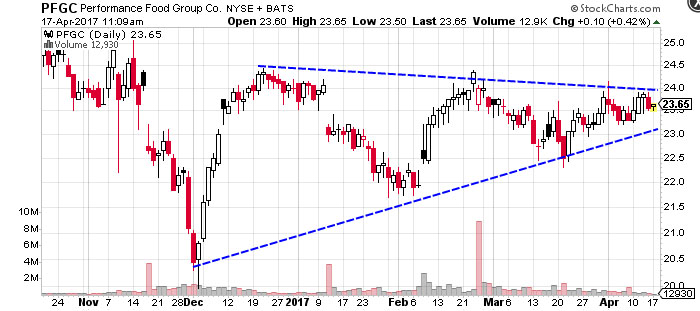 PFGC Performance Food Group Co. NYSE + BATS © StockCharts.com
17-Apr-2017 11:09am Open 23.60 High 23.65 Low 23.50 Last 23.65 Volume 12.9K Chg +0.10 (+0.42%)
PFGC (Daily) 23.65
Volume 12,930
25.0
24.5
24.0
23.65
23.5
23.0
22.5
22.0
21.5
21.0
20.5
20.0
10M
8M
6M
4M
2M
12930
24 Nov 7 14 21 28 Dec 12 19 27 2017 9 17 23 Feb 6 13 21 Mar 13 20 27 Apr 10 17